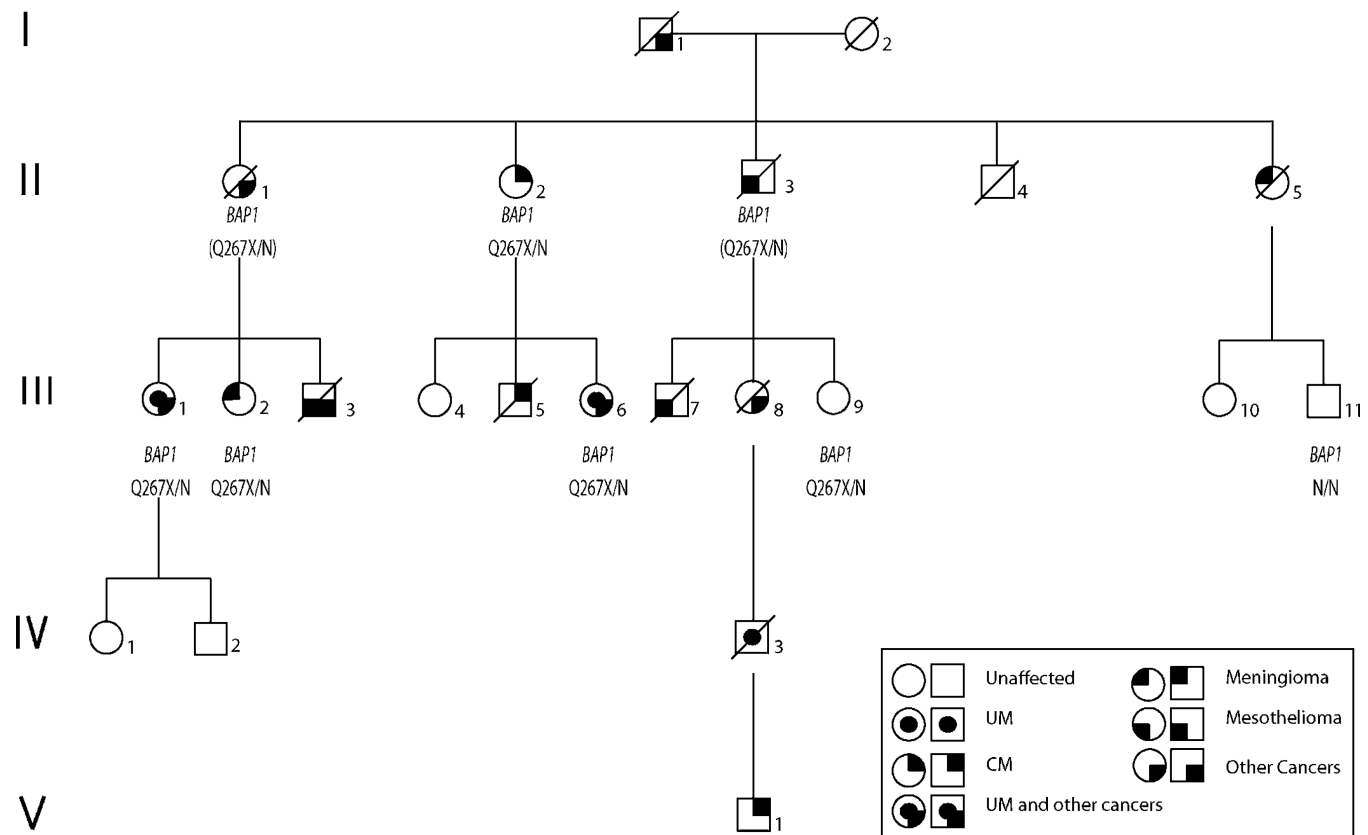 I
1
2
II
1
2
3
4
5
BAP1 BAP1 BAP1
(Q267X/N) Q267X/N (Q267X/N)
III
1
2
3
4
5
6
7
8
9
10
11
BAP1 BAP1 BAP1 BAP1 BAP1
Q267X/N Q267X/N Q267X/N Q267X/N N/N
IV
1
2
3
V
1
Unaffected
UM
CM
UM and other cancers
Meningioma
Mesothelioma
Other Cancers